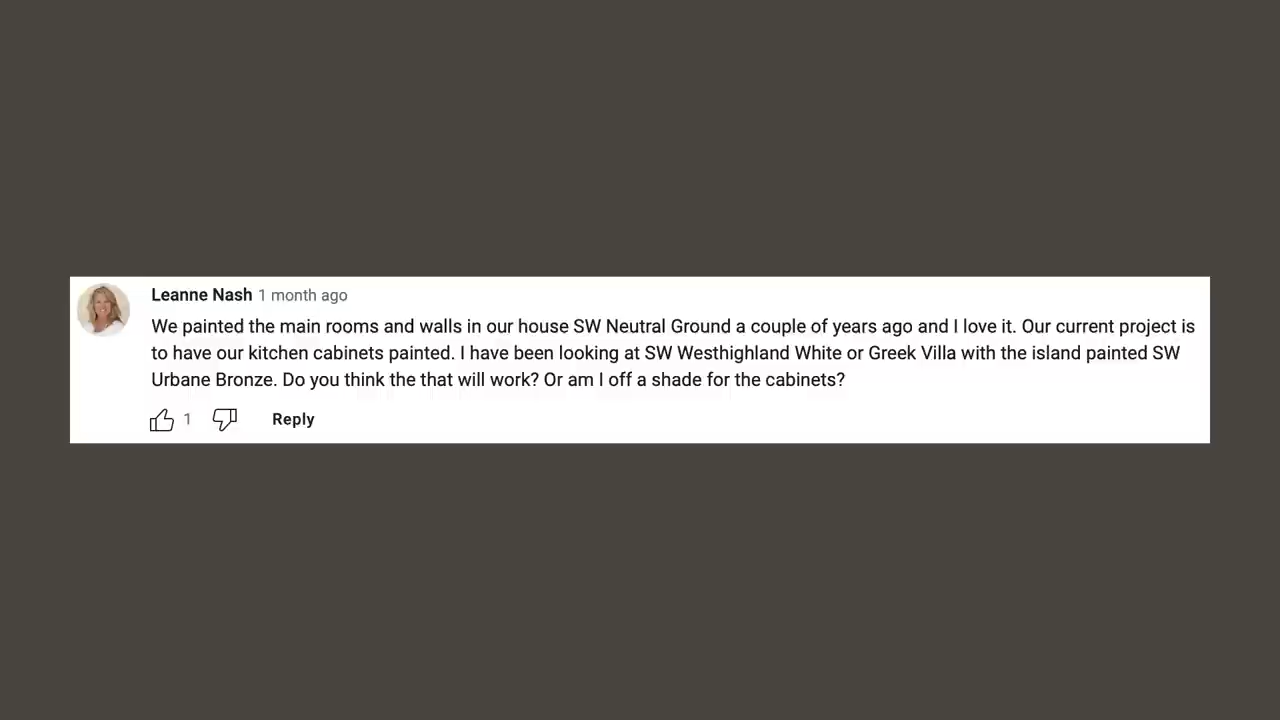 Leanne Nash 1 month ago
We painted the main rooms and walls in our house SW Neutral Ground a couple of years ago and I love it. Our current project is
to have our kitchen cabinets painted. I have been looking at SW Westhighland White or Greek Villa with the island painted SW
Urbane Bronze. Do you think the that will work? Or am I off a shade for the cabinets?
1 Reply